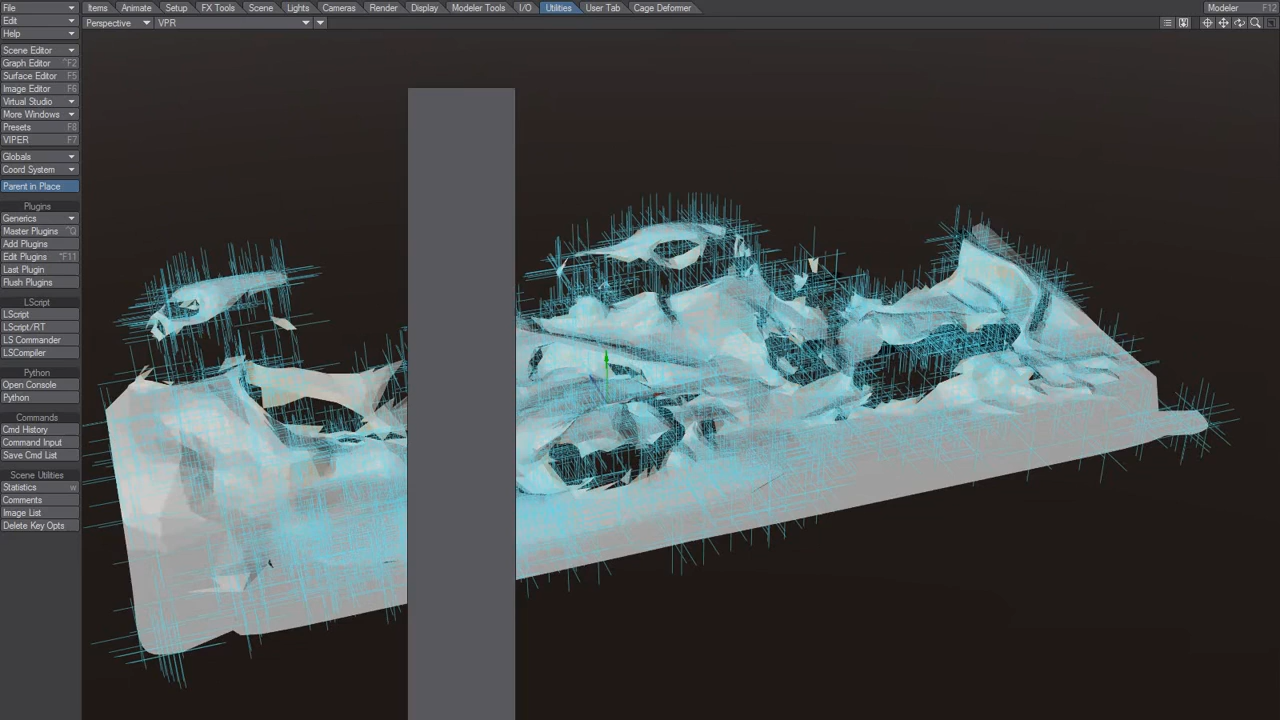 File Items Animate Setup FX Tools Scene Lights Cameras Render Display Modeler Tools I/O Utilities User Tab Cage Deformer Modeler F12
Edit Perspective VPR
Help
Scene Editor
Graph Editor ^F2
Surface Editor F5
Image Editor F6
Virtual Studio
More Windows
Presets F8
VIPER F7
Globals
Coord System
Parent in Place
Plugins
Generics
Master Plugins ^Q
Add Plugins
Edit Plugins *F11
Last Plugin
Flush Plugins
LScript
LScript
LScript/RT
LS Commander
LSCompiler
Python
Open Console
Python
Commands
Cmd History
Command Input
Save Cmd List
Scene Utilities
Statistics w
Comments
Image List
Delete Key Opts